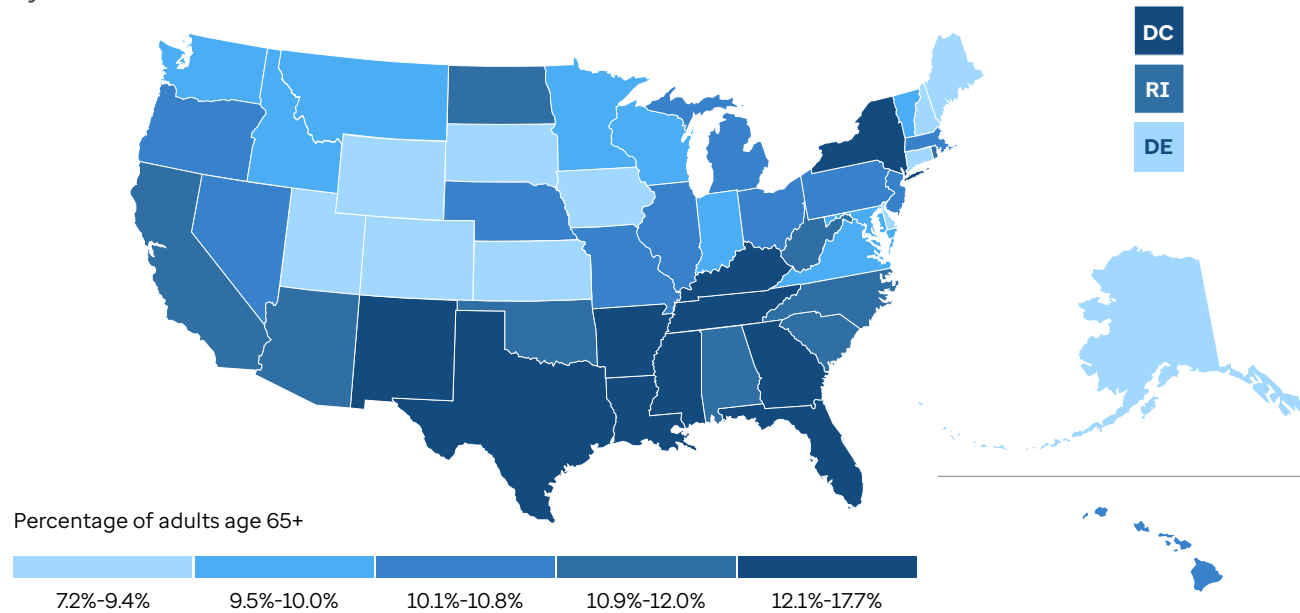 DC
RI
DE
Percentage of adults age 65+
7.2%-9.4%
9.5%-10.0%
10.1%-10.8%
10.9%-12.0%
12.1%-17.7%